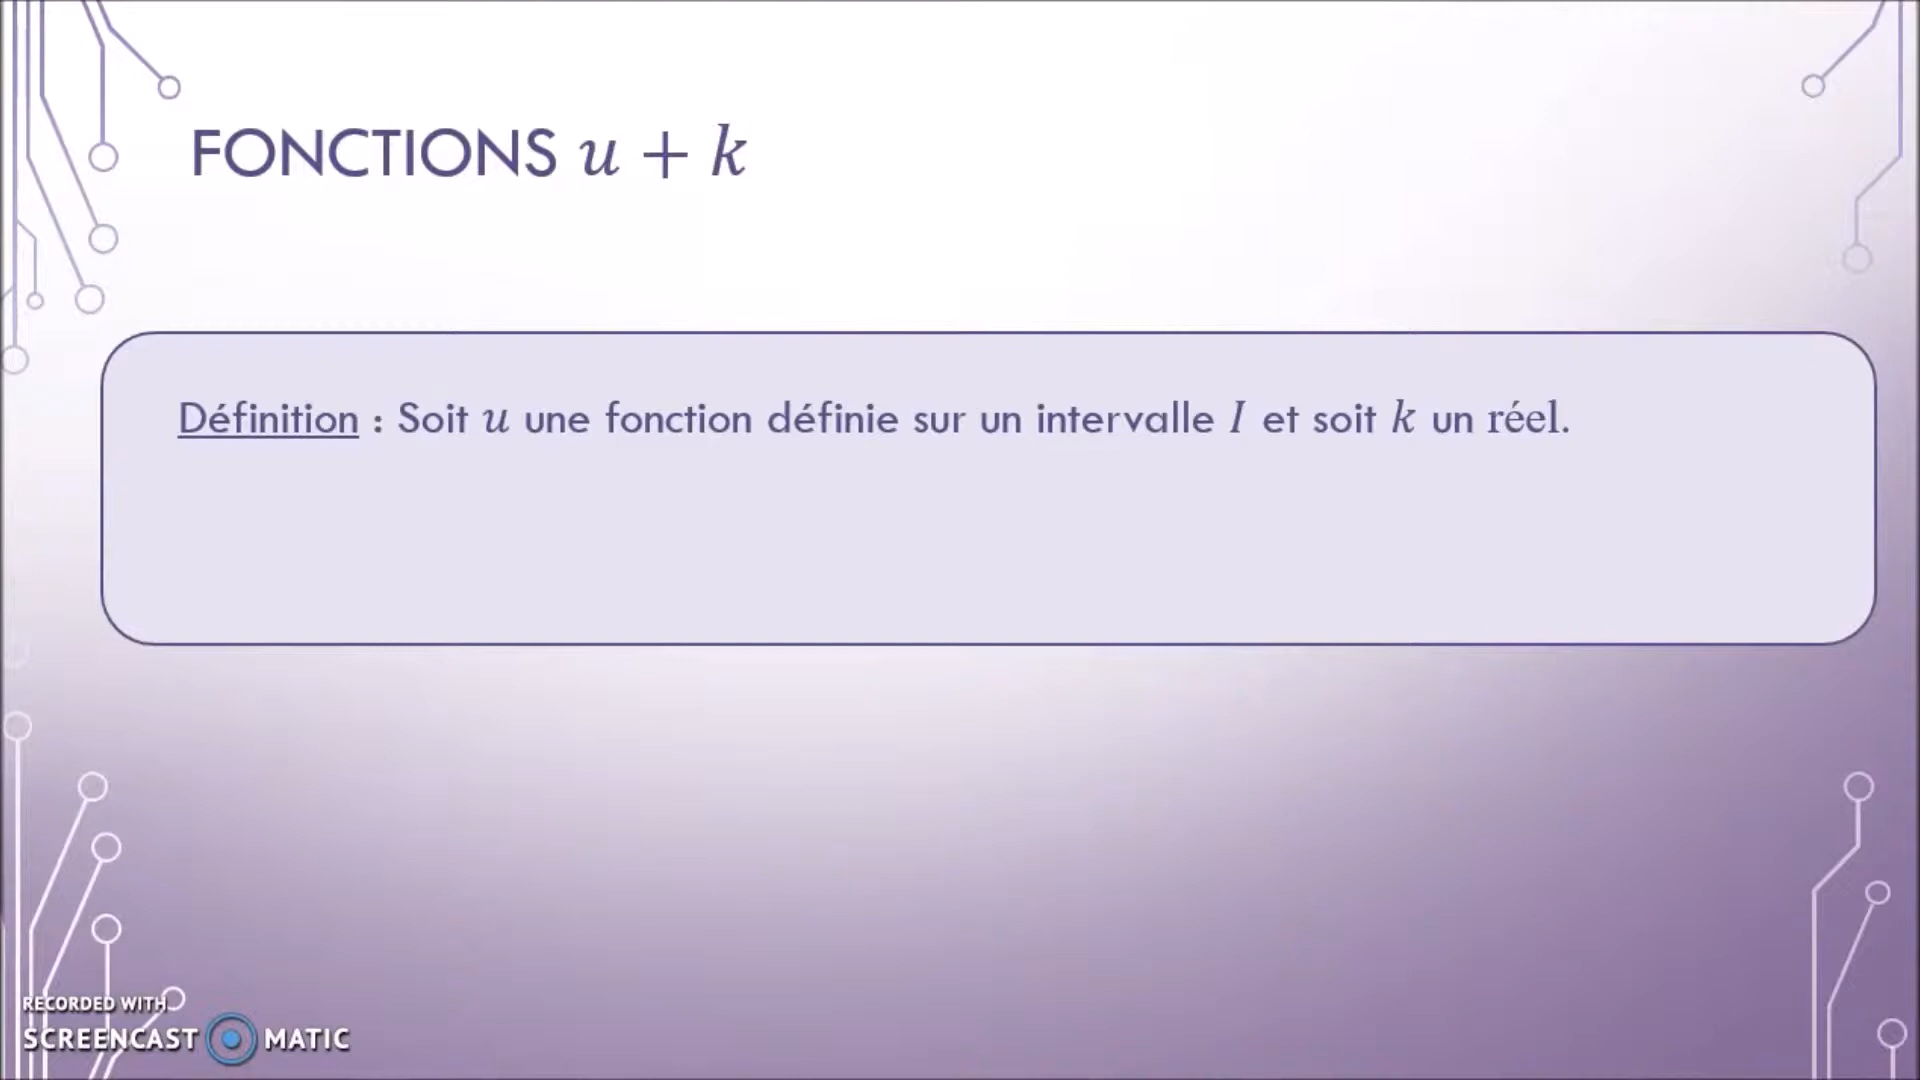 FONCTIONS u + k
Définition : Soit u une fonction définie sur un intervalle I et soit k un réel.
RECORDED WITH
SCREENCAST MATIC